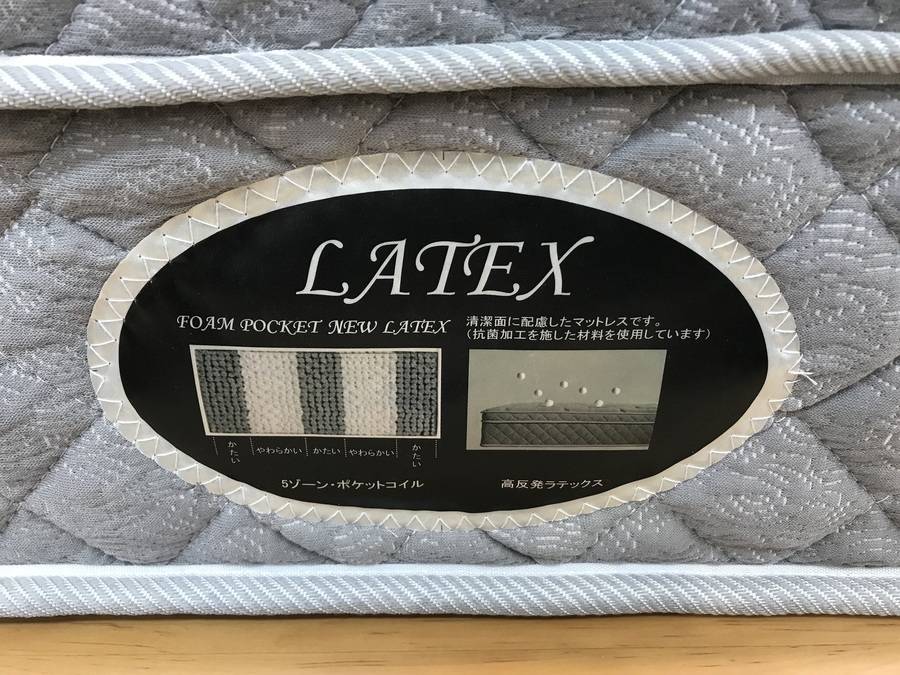 LATEX
FOAM POCKET NEW LATEX
清潔面に配慮したマットレスです。
(抗菌加工を施した材料を使用しています)
かたい
やわらかい
かたい
やわらかい
かたい
5ゾーン・ポケットコイル
高反発ラテックス